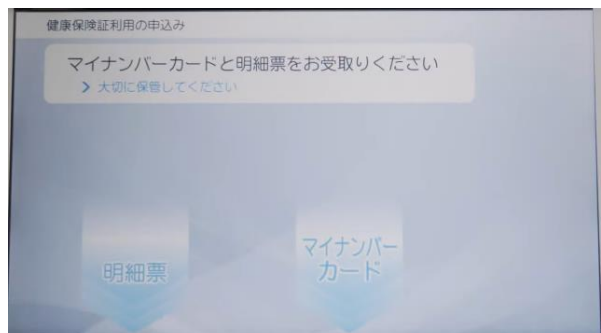 健康保険証利用の申込み
マイナンバーカードと明細票をお受取りください
> 大切に保管してください
明細票
マイナンバー
カード